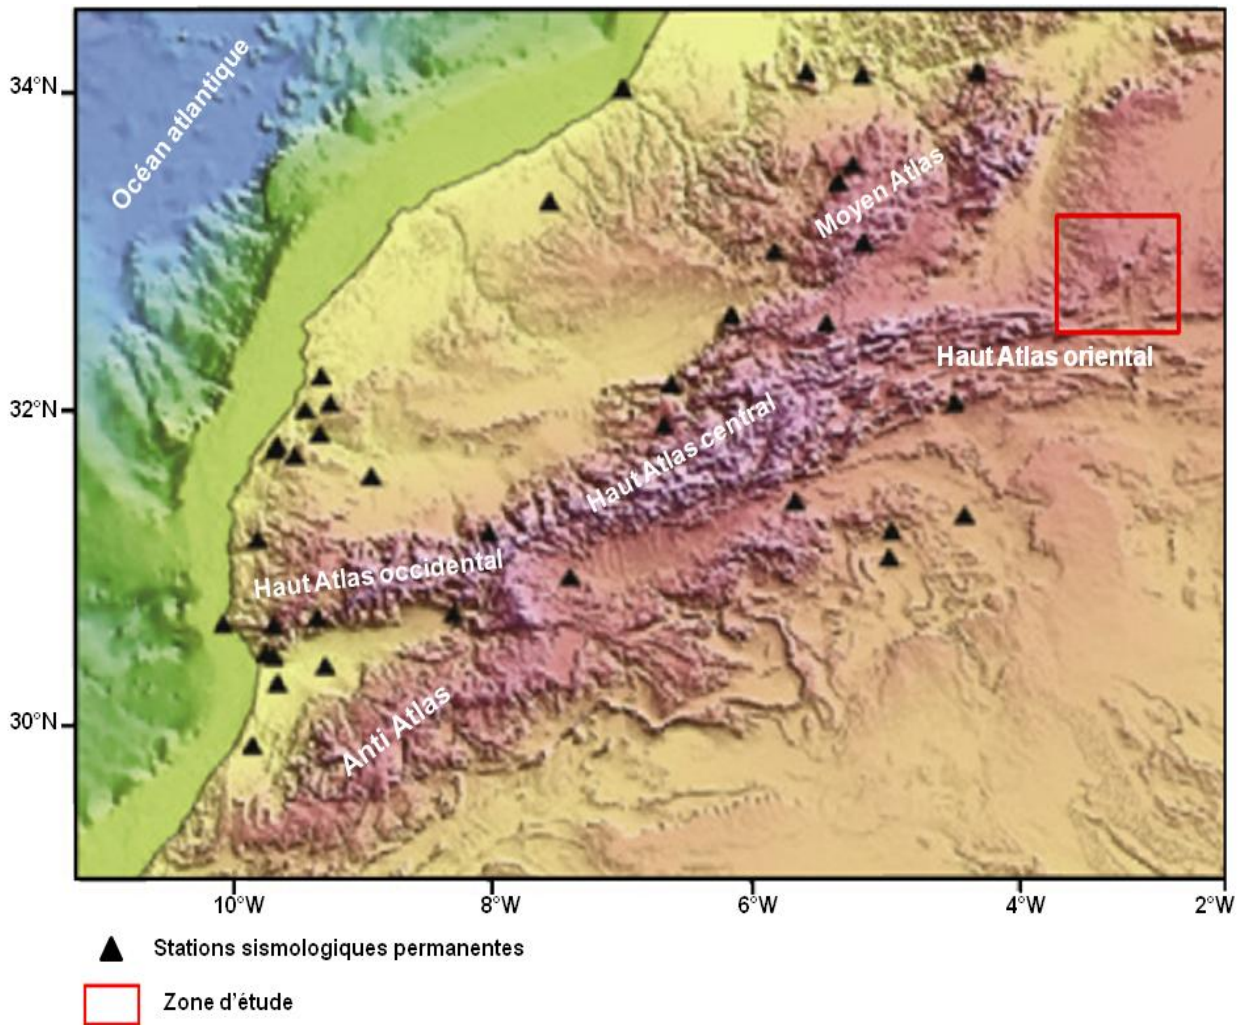 34°N
Océan atlantique
Moyen Atlas
Haut Atlas oriental
32°N
Haut Atlas central
Haut Atlas occidental
30°N
Anti Atlas
10°W
8°W
6°W
4°W
2°W
Stations sismologiques permanentes
Zone d'étude